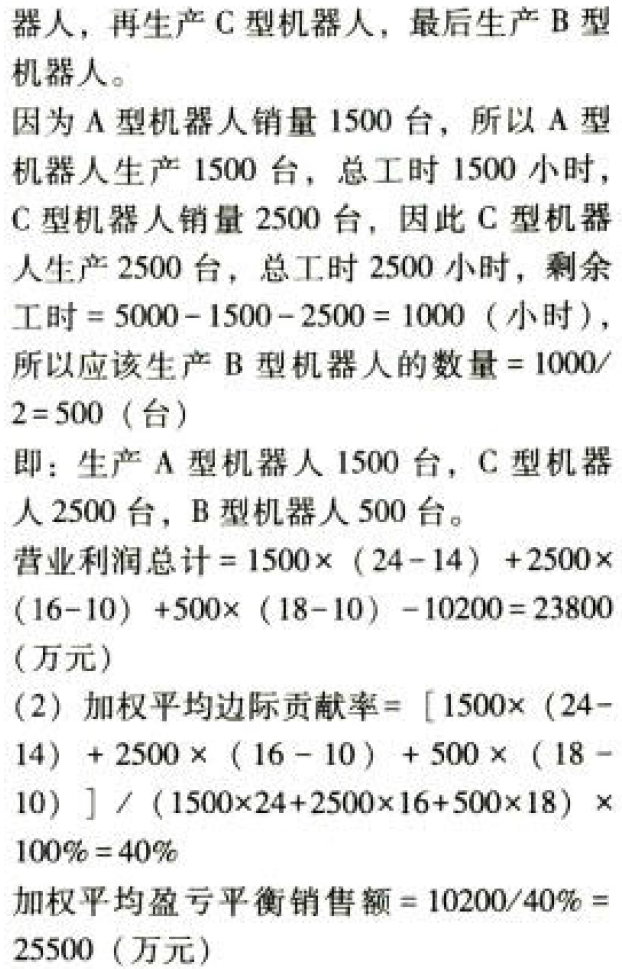 器人，再生产 C 型机器人，最后生产 B 型
机器人。
因为 A 型机器人销量 1500 台，所以 A 型
机器人生产 1500 台，总工时 1500 小时，
C 型机器人销量 2500 台，因此 C 型机器
人生产 2500 台，总工时 2500 小时，剩余
工时 = 5000-1500-2500 = 1000（小时），
所以应该生产 B 型机器人的数量 = 1000/
2=500（台）
即：生产 A 型机器人 1500 台，C 型机器
人 2500 台，B 型机器人 500 台。
营业利润总计 = 1500×（24-14）+2500×
（16-10）+500×（18-10）-10200=23800
（万元）
（2）加权平均边际贡献率=［1500×（24-
14）+ 2500 ×（16 - 10）+ 500 ×（18 -
10）］/（1500×24+2500×16+500×18）×
100%=40%
加权平均盈亏平衡销售额 = 10200/40% =
25500（万元）